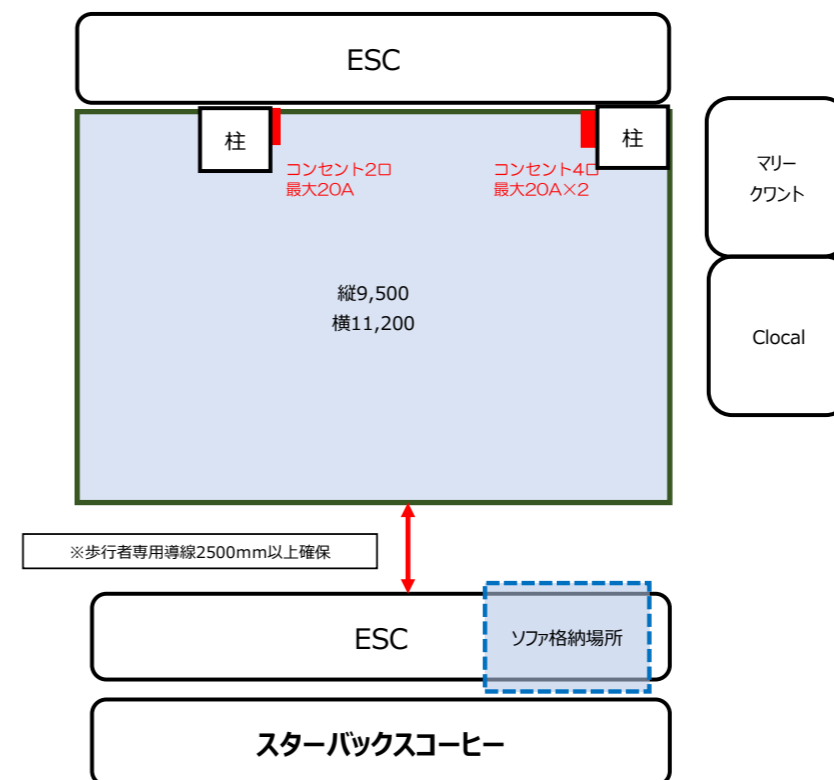 ESC
柱
柱
コンセント2口
最大20A
コンセント4口
最大20A×2
マリー
クワント
縦9,500
横11,200
Clocal
※歩行者専用導線2500mm以上確保
ESC
ソファ格納場所
スターバックスコーヒー